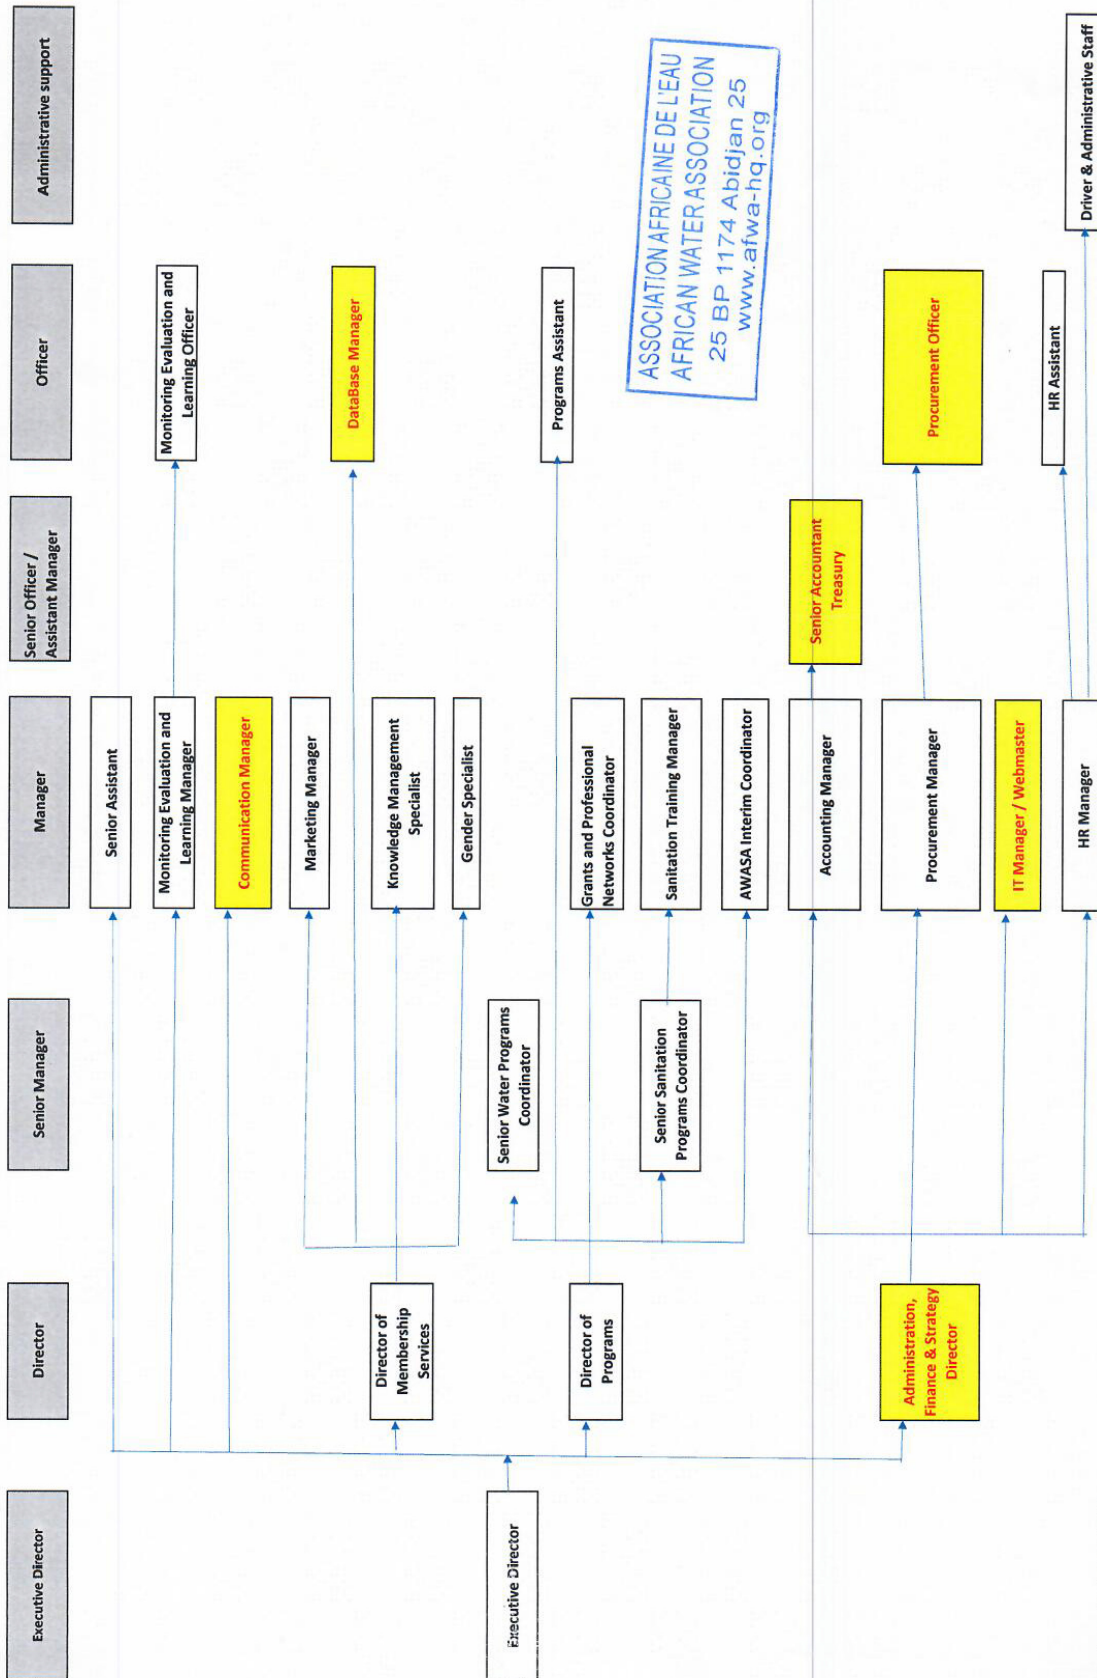 Executive Director
Director
Senior Manager
Manager
Senior Officer /
Assistant Manager
Officer
Administrative support
Senior Assistant
Monitoring Evaluation and
Learning Manager
Monitoring Evaluation and
Learning Officer
Communication Manager
Marketing Manager
DataBase Manager
Director of
Membership
Services
Knowledge Management
Specialist
Gender Specialist
Executive Director
Senior Water Programs
Coordinator
Programs Assistant
Director of
Programs
Grants and Professional
Networks Coordinator
Senior Sanitation
Programs Coordinator
Sanitation Training Manager
AWASA Interim Coordinator
ASSOCIATION AFRICAINE DE L'EAU
AFRICAN WATER ASSOCIATION
25 BP 1174 Abidjan 25
www.afwa-hq.org
Accounting Manager
Senior Accountant
Treasury
Administration,
Finance & Strategy
Director
Procurement Manager
Procurement Officer
IT Manager / Webmaster
HR Manager
HR Assistant
Driver & Administrative Staff